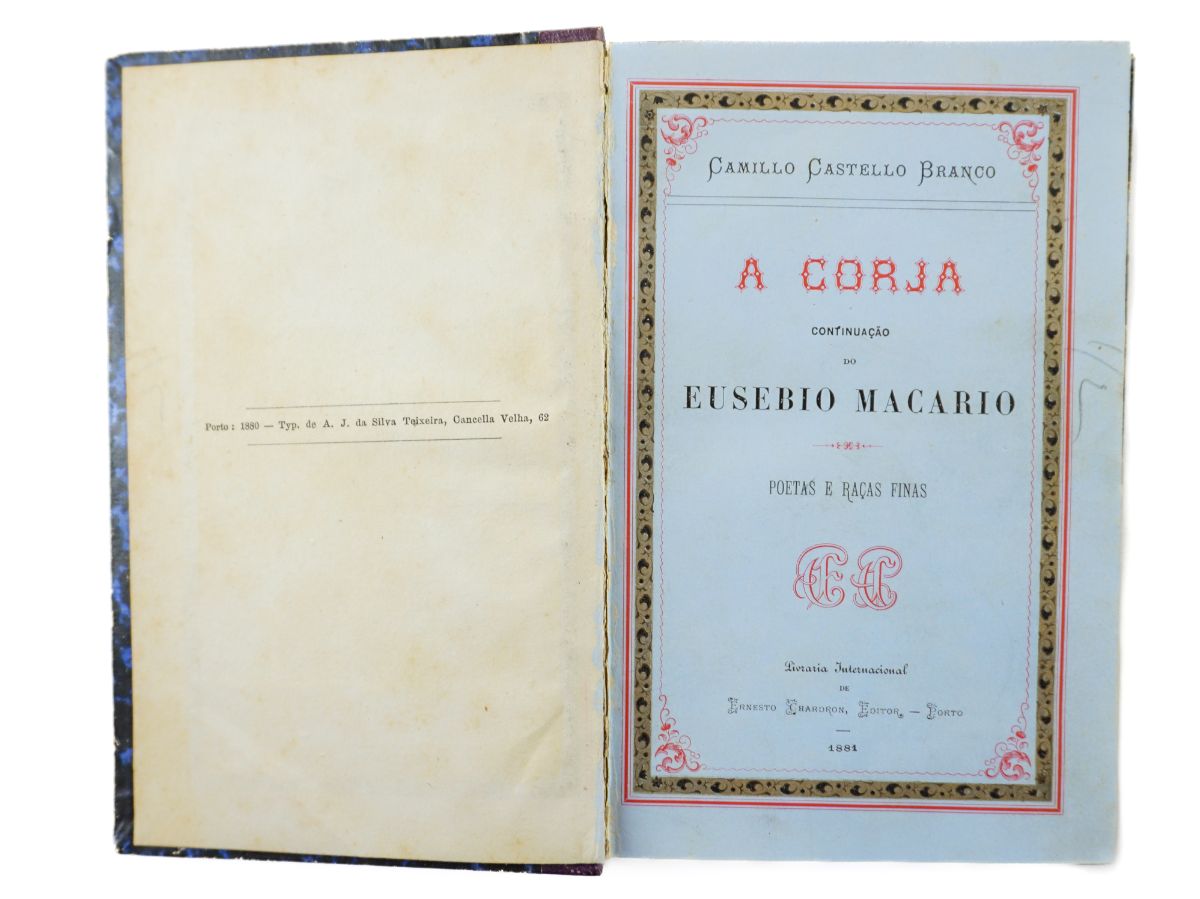 Porto: 1880 — Typ. de A. J. da Silva Teixeira, Cancella Velha, 62
CAMILLO CASTELLO BRANCO
A CORJA
CONTINUAÇÃO
DO
EUSEBIO MACARIO
POETAS E RAÇAS FINAS
Livraria Internacional
DE
ERNESTO CHARDRON, EDITOR. — PORTO
1881